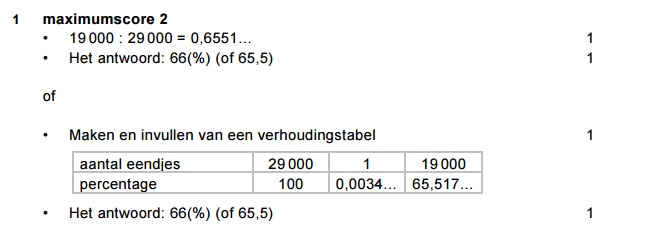 1 maximumscore 2
• 19 000 : 29 000 = 0,6551… 1
• Het antwoord: 66(%) (of 65,5) 1
of
• Maken en invullen van een verhoudingstabel 1
aantal eendjes 29 000 1 19 000
percentage 100 0,0034… 65,517…
• Het antwoord: 66(%) (of 65,5) 1